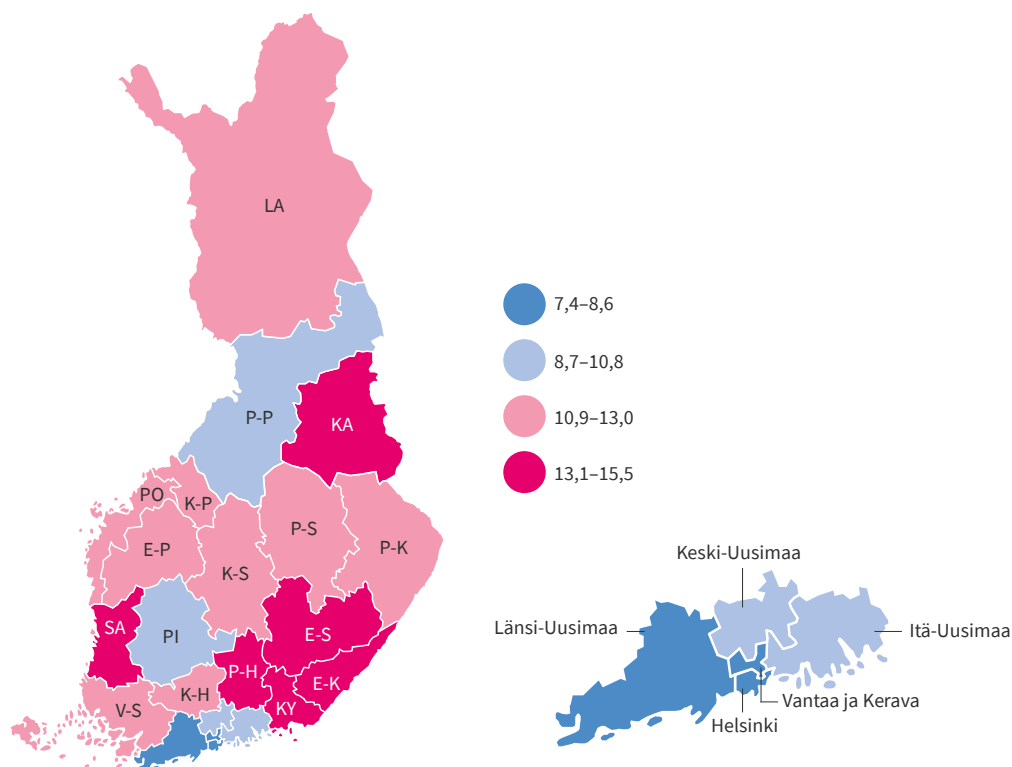 LA
P-P
KA
PO
K-P
E-P
K-S
P-S
P-K
SA
PI
E-S
P-H
E-K
K-H
KY
V-S
7,4–8,6
8,7–10,8
10,9–13,0
13,1–15,5
Keski-Uusimaa
Länsi-Uusimaa
Itä-Uusimaa
Vantaa ja Kerava
Helsinki